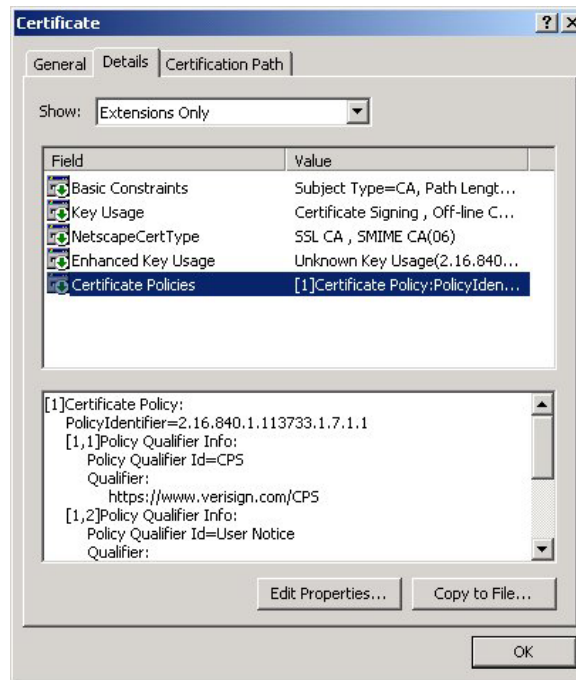 Certificate
General Details Certification Path
Show: Extensions Only
Field Value
Basic Constraints Subject Type=CA, Path Lengt...
Key Usage Certificate Signing , Off-line C...
NetscapeCertType SSL CA , SMIME CA(06)
Enhanced Key Usage Unknown Key Usage(2.16.840...
Certificate Policies [1]Certificate Policy:PolicyIden...
[1]Certificate Policy:
PolicyIdentifier=2.16.840.1.113733.1.7.1.1
[1,1]Policy Qualifier Info:
Policy Qualifier Id=CPS
Qualifier:
https://www.verisign.com/CPS
[1,2]Policy Qualifier Info:
Policy Qualifier Id=User Notice
Qualifier:
Edit Properties... Copy to File...
OK